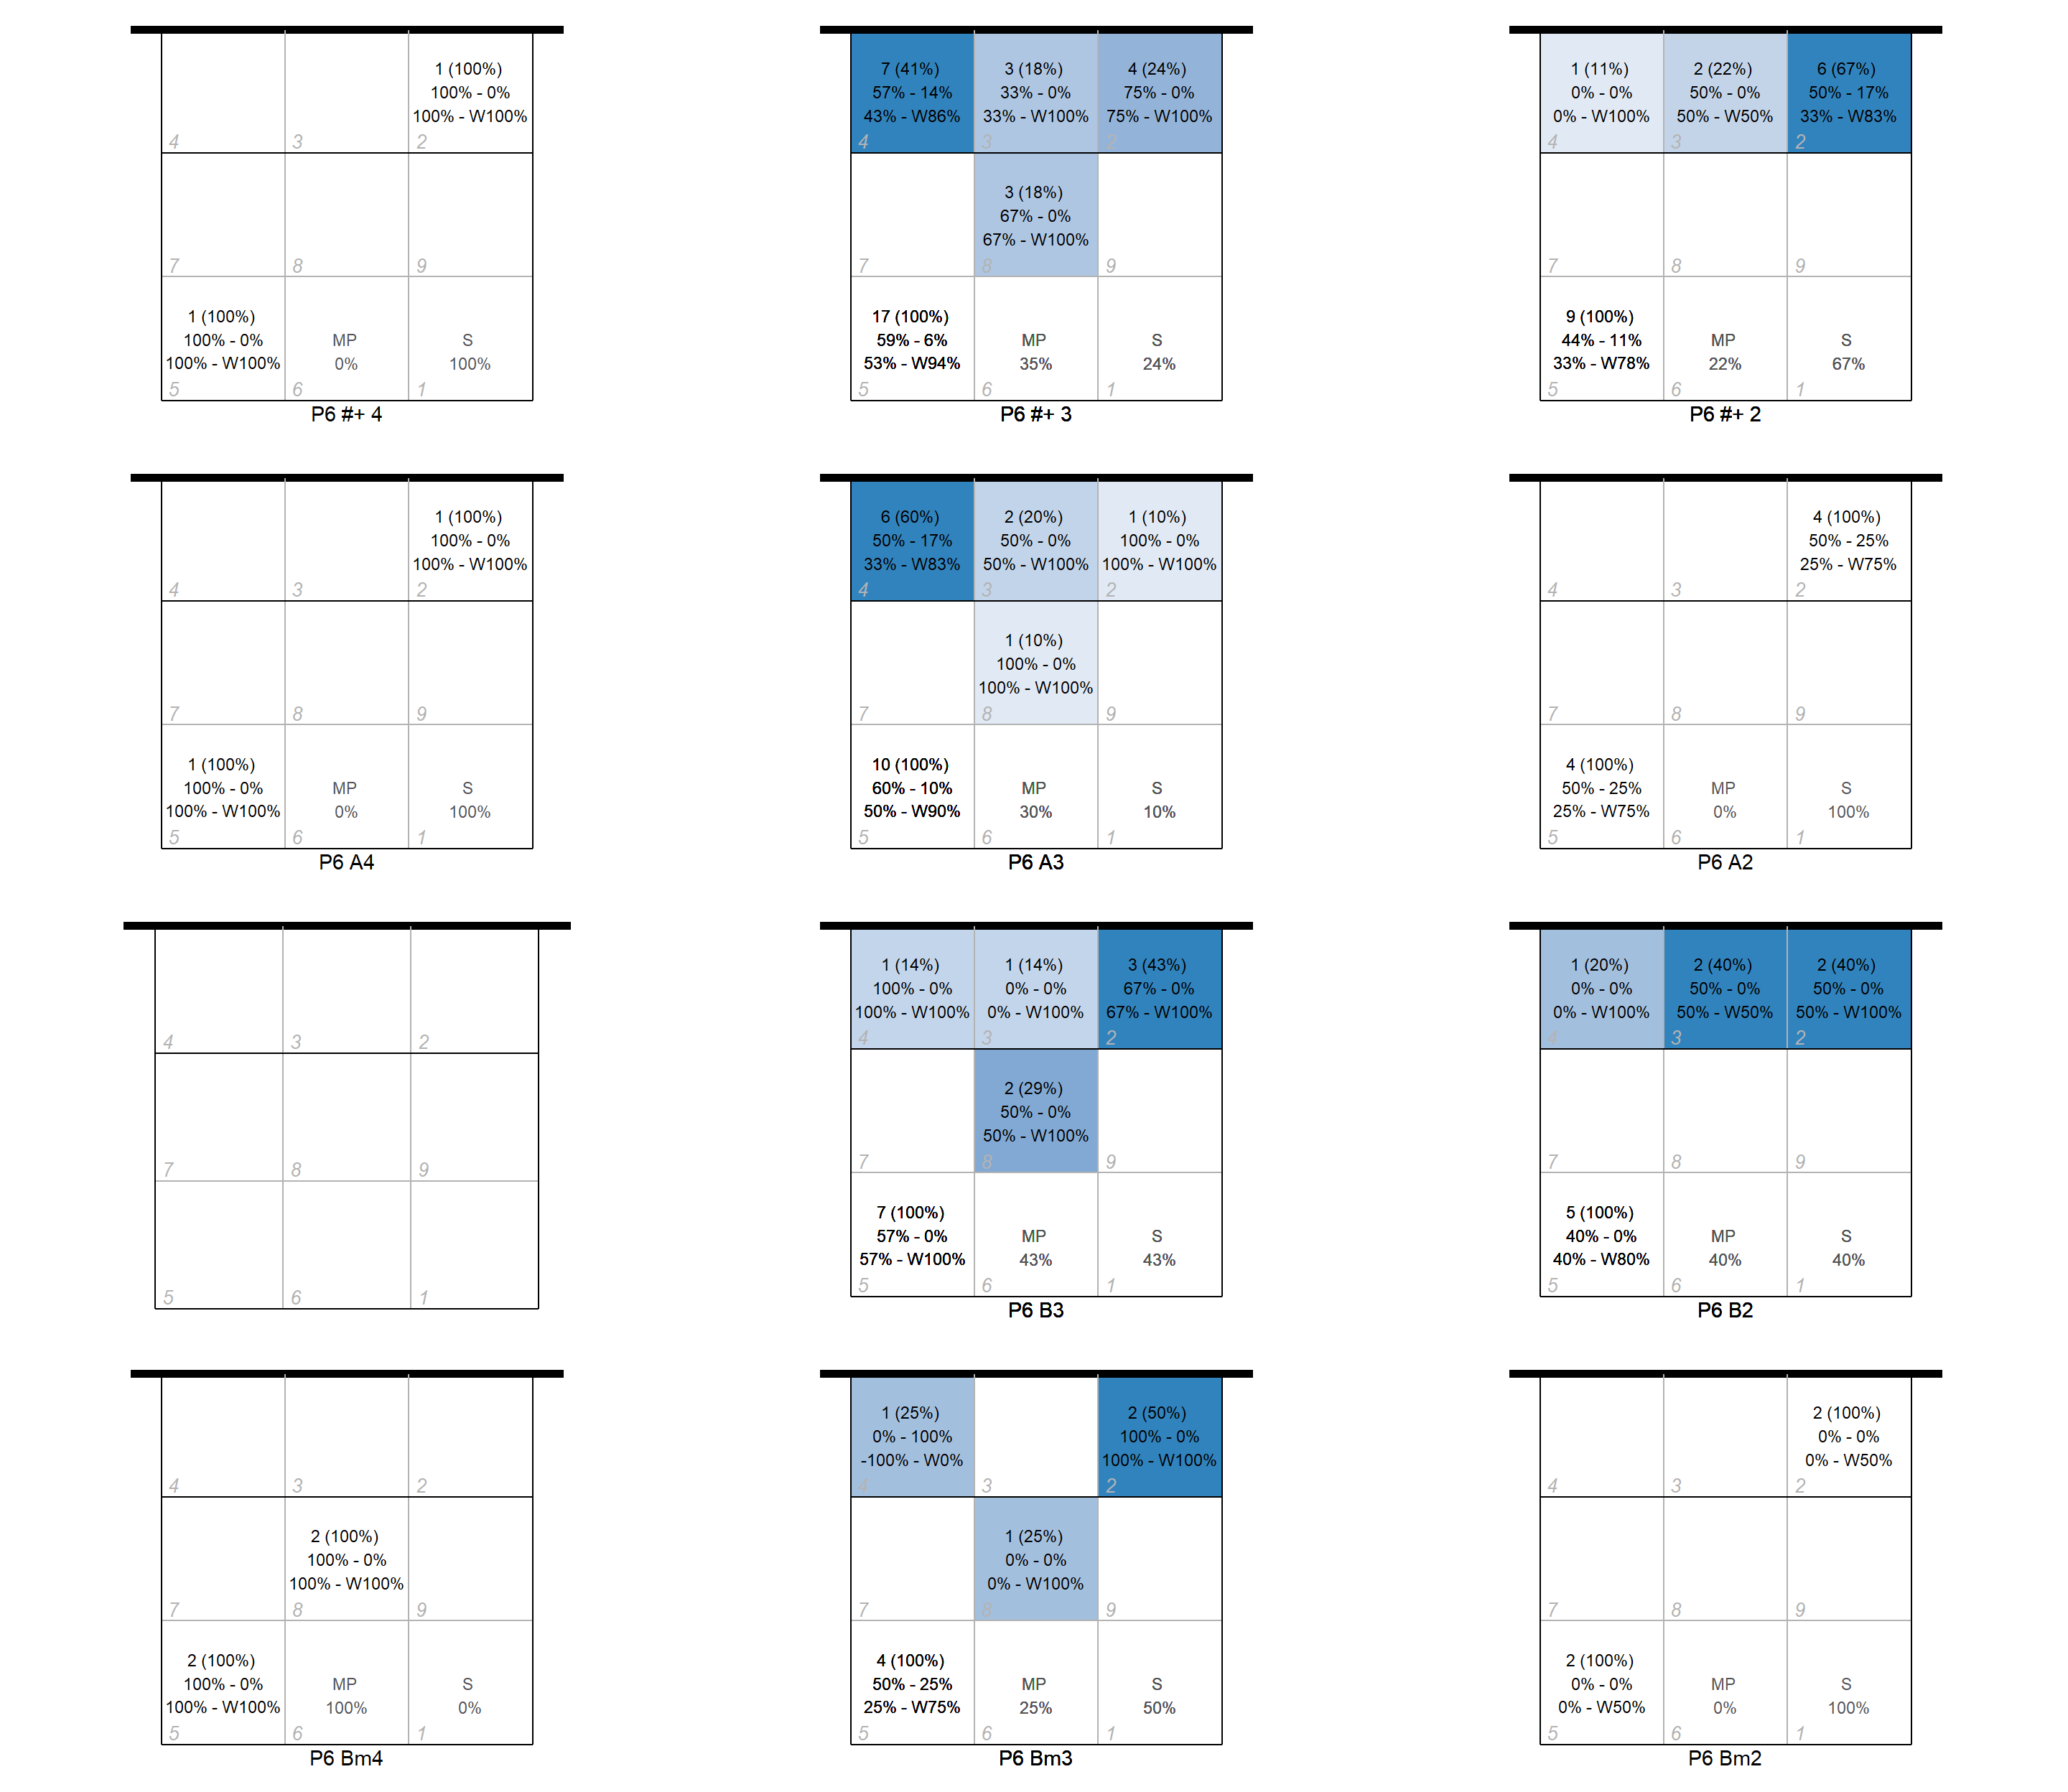 1 (100%)
100% - 0%
100% - W100%
4
3
2
7
8
9
1 (100%)
100% - 0%
100% - W100%
MP
0%
S
100%
5
6
1
P6 #+ 4
7 (41%)
57% - 14%
43% - W86%
3 (18%)
33% - 0%
33% - W100%
4 (24%)
75% - 0%
75% - W100%
4
3
2
3 (18%)
67% - 0%
67% - W100%
7
8
9
17 (100%)
59% - 6%
53% - W94%
MP
35%
S
24%
5
6
1
P6 #+ 3
1 (11%)
0% - 0%
0% - W100%
2 (22%)
50% - 0%
50% - W50%
6 (67%)
50% - 17%
33% - W83%
4
3
2
7
8
9
9 (100%)
44% - 11%
33% - W78%
MP
22%
S
67%
5
6
1
P6 #+ 2
1 (100%)
100% - 0%
100% - W100%
4
3
2
7
8
9
1 (100%)
100% - 0%
100% - W100%
MP
0%
S
100%
5
6
1
P6 A4
6 (60%)
50% - 17%
33% - W83%
2 (20%)
50% - 0%
50% - W100%
1 (10%)
100% - 0%
100% - W100%
4
3
2
1 (10%)
100% - 0%
100% - W100%
7
8
9
10 (100%)
60% - 10%
50% - W90%
MP
30%
S
10%
5
6
1
P6 A3
4 (100%)
50% - 25%
25% - W75%
4
3
2
7
8
9
4 (100%)
50% - 25%
25% - W75%
MP
0%
S
100%
5
6
1
P6 A2
4
3
2
7
8
9
5
6
1
1 (14%)
100% - 0%
100% - W100%
1 (14%)
0% - 0%
0% - W100%
3 (43%)
67% - 0%
67% - W100%
4
3
2
2 (29%)
50% - 0%
50% - W100%
7
8
9
7 (100%)
57% - 0%
57% - W100%
MP
43%
S
43%
5
6
1
P6 B3
1 (20%)
0% - 0%
0% - W100%
2 (40%)
50% - 0%
50% - W50%
2 (40%)
50% - 0%
50% - W100%
4
3
2
7
8
9
5 (100%)
40% - 0%
40% - W80%
MP
40%
S
40%
5
6
1
P6 B2
4
3
2
2 (100%)
100% - 0%
100% - W100%
7
8
9
2 (100%)
100% - 0%
100% - W100%
MP
100%
S
0%
5
6
1
P6 Bm4
1 (25%)
0% - 100%
-100% - W0%
2 (50%)
100% - 0%
100% - W100%
4
3
2
1 (25%)
0% - 0%
0% - W100%
7
8
9
4 (100%)
50% - 25%
25% - W75%
MP
25%
S
50%
5
6
1
P6 Bm3
2 (100%)
0% - 0%
0% - W50%
4
3
2
7
8
9
2 (100%)
0% - 0%
0% - W50%
MP
0%
S
100%
5
6
1
P6 Bm2